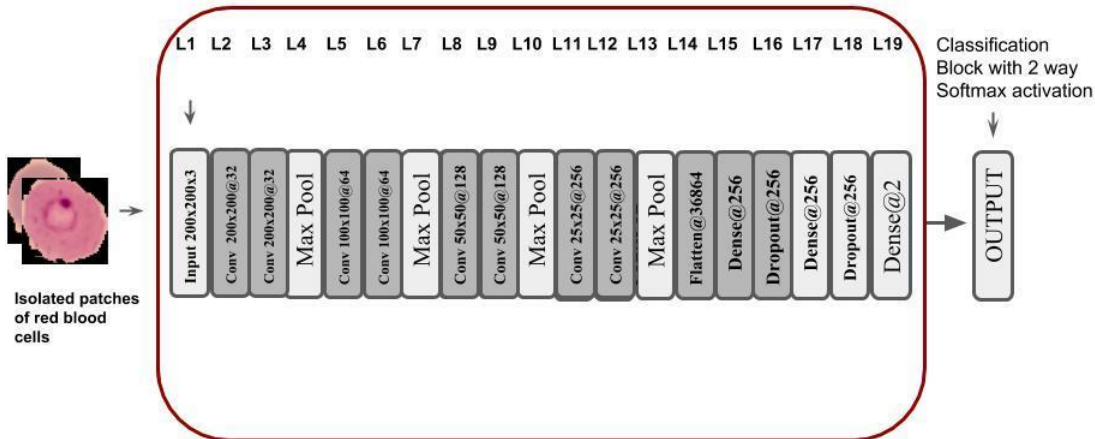 L1 L2 L3 L4 L5 L6 L7 L8 L9 L10 L11 L12 L13 L14 L15 L16 L17 L18 L19
Classification
Block with 2 way
Softmax activation
Input 200x200x3
Conv 200x200@32
Conv 200x200@32
Max Pool
Conv 100x100@64
Conv 100x100@64
Max Pool
Conv 50x50@128
Conv 50x50@128
Max Pool
Conv 25x25@256
Conv 25x25@256
Max Pool
Flatten@36864
Dense@256
Dropout@256
Dense@256
Dropout@256
Dense@2
OUTPUT
Isolated patches
of red blood
cells